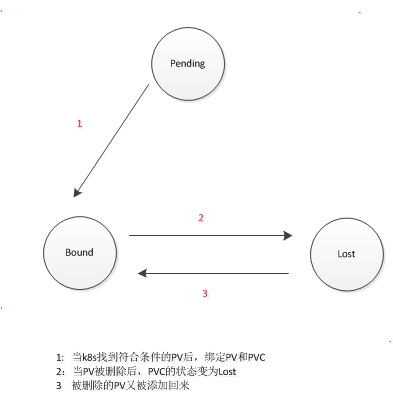 Pending
1
2
Bound
Lost
3
1: 当k8s找到符合条件的PV后，绑定PV和PVC
2：当PV被删除后，PVC的状态变为Lost
3 被删除的PV又被添加回来